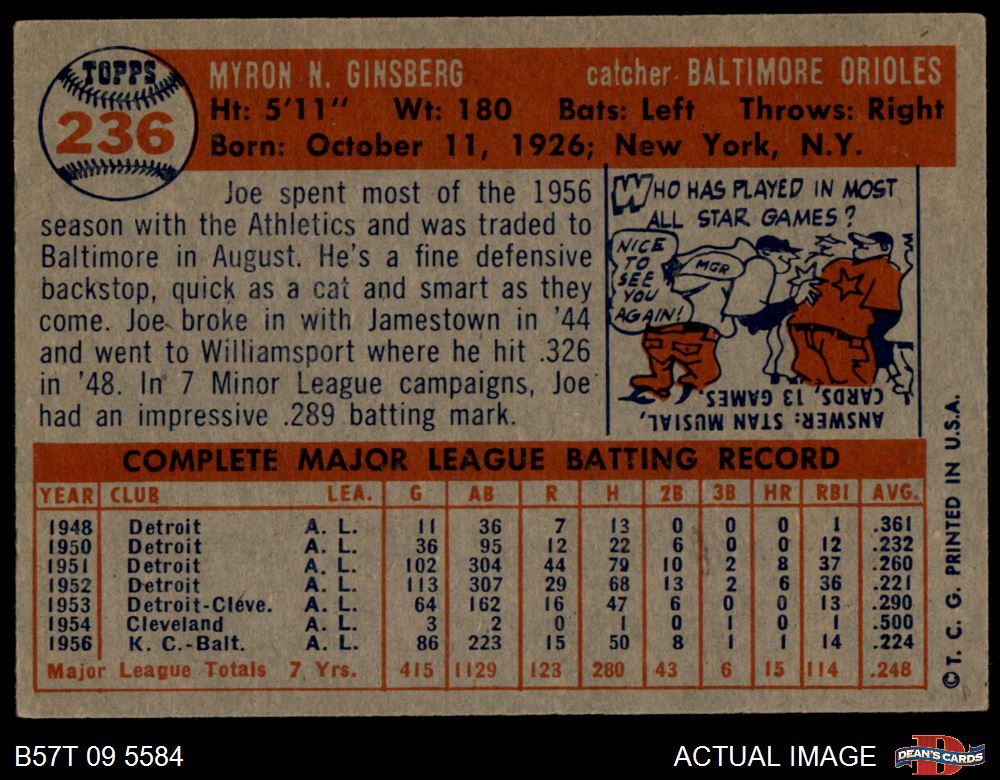 TOPPS
236
MYRON N. GINSBERG catcher BALTIMORE ORIOLES
Ht: 5'11" Wt: 180 Bats: Left Throws: Right
Born: October 11, 1926; New York, N.Y.
Joe spent most of the 1956
season with the Athletics and was traded to
Baltimore in August. He's a fine defensive
backstop, quick as a cat and smart as they
come. Joe broke in with Jamestown in '44
and went to Williamsport where he hit .326
in '48. In 7 Minor League campaigns, Joe
had an impressive .289 batting mark.
WHO HAS PLAYED IN MOST
ALL STAR GAMES?
NICE
TO
SEE
YOU
AGAIN!
MGR
ANSWER: STAN MUSIAL,
CARDS, 13 GAMES.
COMPLETE MAJOR LEAGUE BATTING RECORD
YEAR CLUB LEA. G AB R H 2B 3B HR RBI AVG.
1948 Detroit A. L. 11 36 7 13 0 0 0 1 .361
1950 Detroit A. L. 36 95 12 22 6 0 0 12 .232
1951 Detroit A. L. 102 304 44 79 10 2 8 37 .260
1952 Detroit A. L. 113 307 29 68 13 2 6 36 .221
1953 Detroit-Cleve. A. L. 64 162 16 47 6 0 0 13 .290
1954 Cleveland A. L. 3 2 0 1 0 1 0 1 .500
1956 K. C.-Balt. A. L. 86 223 15 50 8 1 1 14 .224
Major League Totals 7 Yrs. 415 1129 123 280 43 6 15 114 .248
© T. C. G. PRINTED IN U.S.A.
B57T 09 5584 ACTUAL IMAGE
D
DEAN'S CARDS